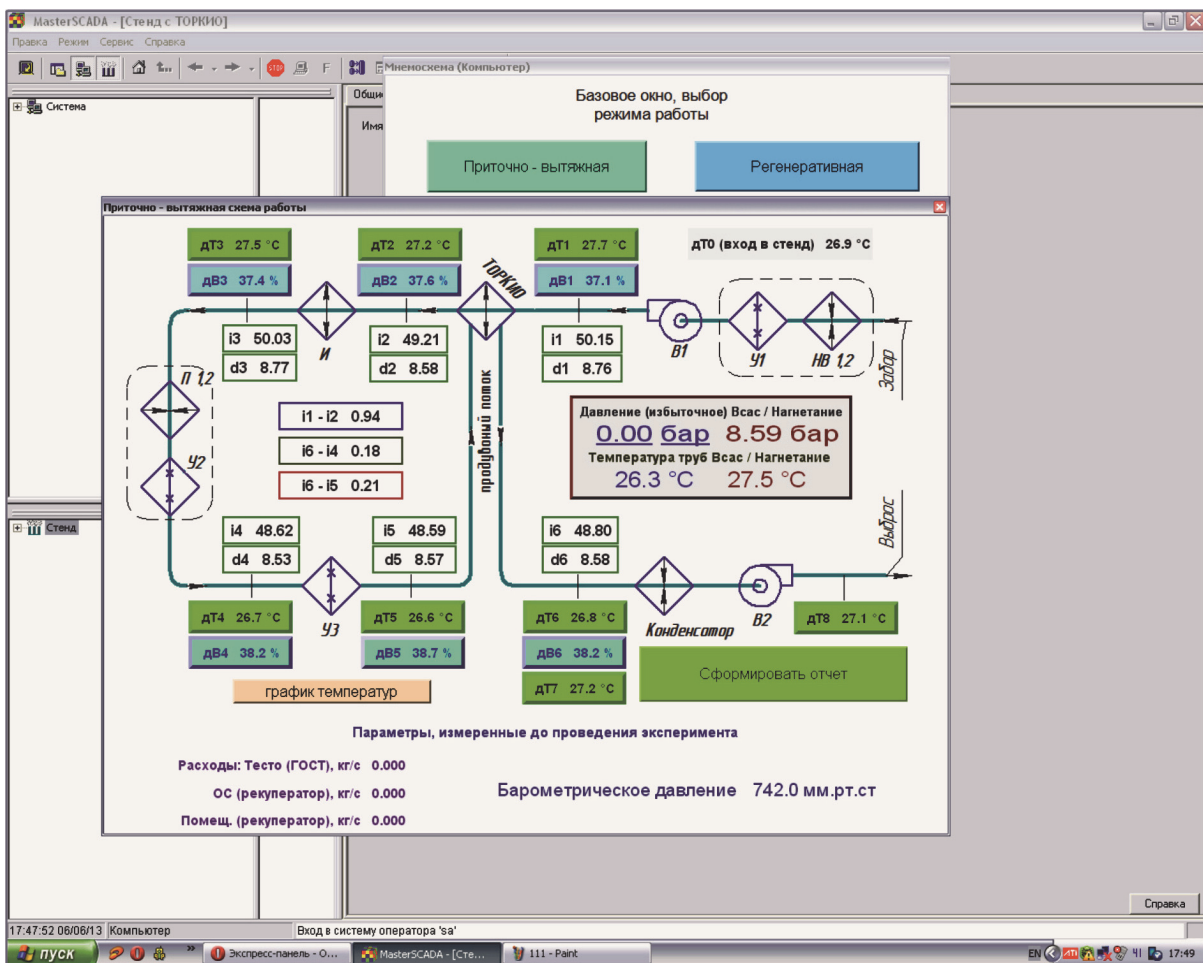 MasterSCADA - [Стенд с ТОРКИО]
Правка Режим Сервис Справка
STOP F
Система
Общи
Имя
Мнемосхема (Компьютер)
Базовое окно, выбор
режима работы
Приточно - вытяжная
Регенеративная
Приточно - вытяжная схема работы
дТ3 27.5 °C
дВ3 37.4 %
i3 50.03
d3 8.77
И
дТ2 27.2 °C
дВ2 37.6 %
i2 49.21
d2 8.58
ТОРКИО
дТ1 27.7 °C
дВ1 37.1 %
i1 50.15
d1 8.76
дТ0 (вход в стенд) 26.9 °C
В1
У1
НВ 1,2
Забор
П 1,2
У2
i1 - i2 0.94
i6 - i4 0.18
i6 - i5 0.21
продувочный поток
Давление (избыточное) Всас / Нагнетание
0.00 бар 8.59 бар
Температура труб Всас / Нагнетание
26.3 °C 27.5 °C
Выброс
i4 48.62
d4 8.53
дТ4 26.7 °C
дВ4 38.2 %
У3
i5 48.59
d5 8.57
дТ5 26.6 °C
дВ5 38.7 %
i6 48.80
d6 8.58
дТ6 26.8 °C
дВ6 38.2 %
дТ7 27.2 °C
Конденсатор
В2
дТ8 27.1 °C
Сформировать отчет
график температур
Параметры, измеренные до проведения эксперимента
Расходы: Тесто (ГОСТ), кг/с 0.000
ОС (рекуператор), кг/с 0.000
Помещ. (рекуператор), кг/с 0.000
Барометрическое давление 742.0 мм.рт.ст
Стенд
Справка
17:47:52 06/06/13 Компьютер Вход в систему оператора 'sa'
пуск
Экспресс-панель - О...
MasterSCADA - [Сте...
111 - Paint
EN ATI ЧІ 17:49